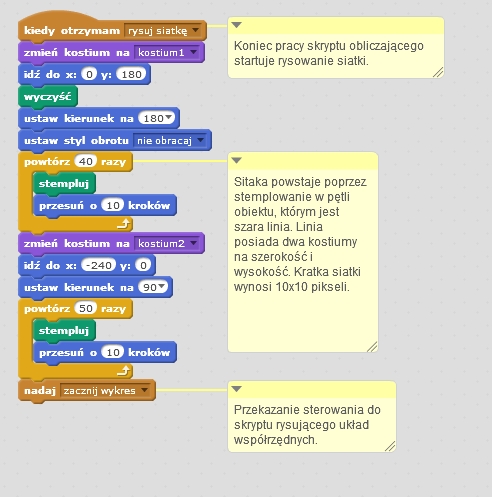 kiedy otrzymam rysuj siatkę
zmień kostium na kostium1
idź do x: 0 y: 180
wyczyść
ustaw kierunek na 180
ustaw styl obrotu nie obracaj
powtórz 40 razy
stempluj
przesuń o 10 kroków
zmień kostium na kostium2
idź do x: -240 y: 0
ustaw kierunek na 90
powtórz 50 razy
stempluj
przesuń o 10 kroków
nadaj zacznij wykres
Koniec pracy skryptu obliczającego
startuje rysowanie siatki.
Sitaka powstaje poprzez
stemplowanie w pętli
obiektu, którym jest
szara linia. Linia
posiada dwa kostiumy
na szerokość i
wysokość. Kratka siatki
wynosi 10x10 pikseli.
Przekazanie sterowania do
skryptu rysującego układ
współrzędnych.